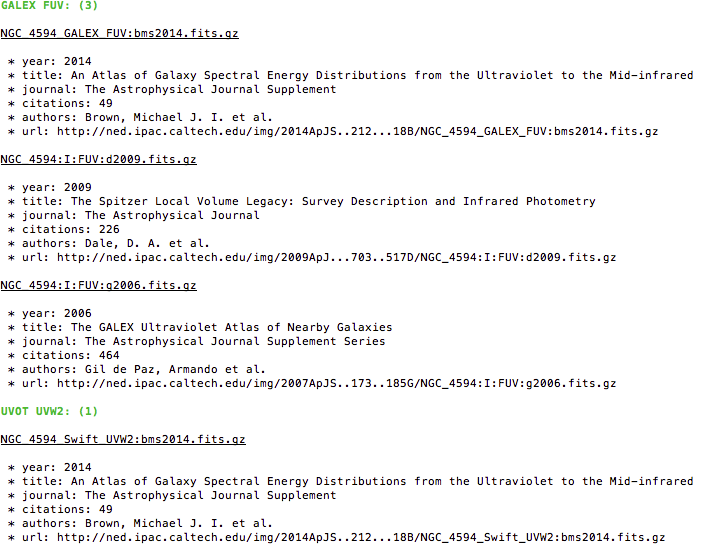 GALEX FUV: (3)
NGC_4594_GALEX_FUV:bms2014.fits.gz
* year: 2014
* title: An Atlas of Galaxy Spectral Energy Distributions from the Ultraviolet to the Mid-infrared
* journal: The Astrophysical Journal Supplement
* citations: 49
* authors: Brown, Michael J. I. et al.
* url: http://ned.ipac.caltech.edu/img/2014ApJS..212...18B/NGC_4594_GALEX_FUV:bms2014.fits.gz
NGC_4594:I:FUV:d2009.fits.gz
* year: 2009
* title: The Spitzer Local Volume Legacy: Survey Description and Infrared Photometry
* journal: The Astrophysical Journal
* citations: 226
* authors: Dale, D. A. et al.
* url: http://ned.ipac.caltech.edu/img/2009ApJ...703..517D/NGC_4594:I:FUV:d2009.fits.gz
NGC_4594:I:FUV:g2006.fits.gz
* year: 2006
* title: The GALEX Ultraviolet Atlas of Nearby Galaxies
* journal: The Astrophysical Journal Supplement Series
* citations: 464
* authors: Gil de Paz, Armando et al.
* url: http://ned.ipac.caltech.edu/img/2007ApJS..173..185G/NGC_4594:I:FUV:g2006.fits.gz
UVOT UVW2: (1)
NGC_4594_Swift_UVW2:bms2014.fits.gz
* year: 2014
* title: An Atlas of Galaxy Spectral Energy Distributions from the Ultraviolet to the Mid-infrared
* journal: The Astrophysical Journal Supplement
* citations: 49
* authors: Brown, Michael J. I. et al.
* url: http://ned.ipac.caltech.edu/img/2014ApJS..212...18B/NGC_4594_Swift_UVW2:bms2014.fits.gz